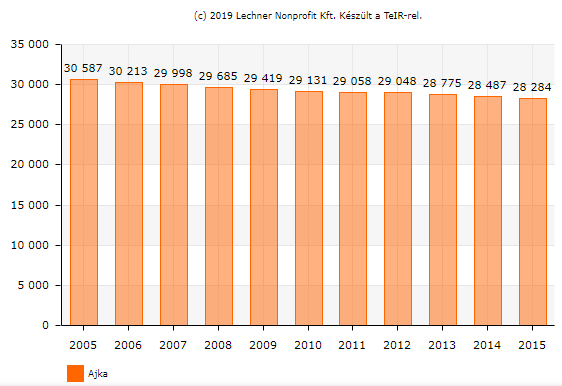 (c) 2019 Lechner Nonprofit Kft. Készült a TeIR-rel.
35 000
30 587 30 213 29 998 29 685 29 419 29 131 29 058 29 048 28 775 28 487 28 284
30 000
25 000
20 000
15 000
10 000
5 000
0
2005 2006 2007 2008 2009 2010 2011 2012 2013 2014 2015
Ajka